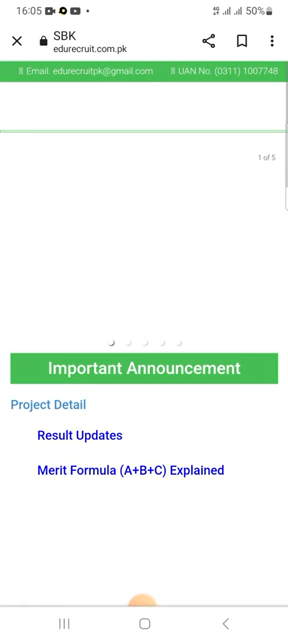 16:05
50%
SBK
edurecruit.com.pk
Email. edurecruitpk@gmail.com
UAN No. (0311) 1007748
1 of 5
Important Announcement
Project Detail
Result Updates
Merit Formula (A+B+C) Explained